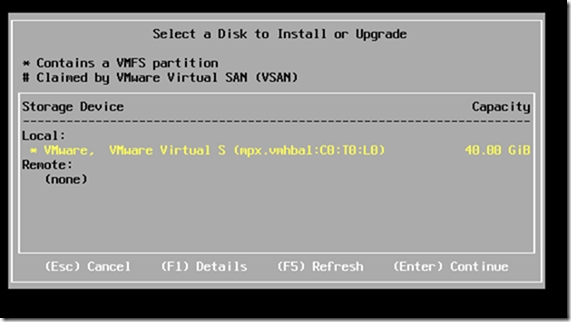 Select a Disk to Install or Upgrade
* Contains a VMFS partition
# Claimed by VMware Virtual SAN (VSAN)
Storage Device Capacity
Local:
* VMware, VMware Virtual S (mpx.vmhba1:C0:T0:L0) 40.00 GiB
Remote:
(none)
(Esc) Cancel (F1) Details (F5) Refresh (Enter) Continue